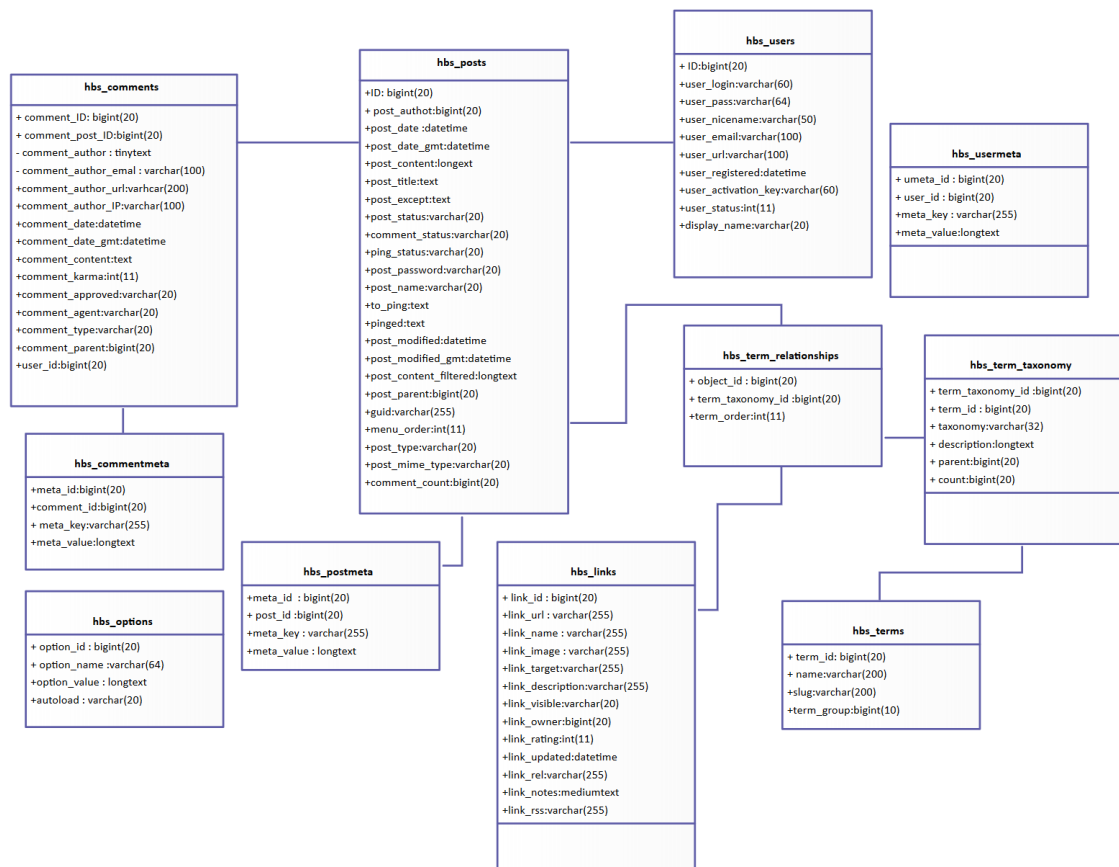 hbs_comments
+ comment_ID: bigint(20)
+ comment_post_ID:bigint(20)
- comment_author : tinytext
- comment_author_emal : varchar(100)
+comment_author_url:varhcar(200)
+comment_author_IP:varchar(100)
+comment_date:datetime
+comment_date_gmt:datetime
+comment_content:text
+comment_karma:int(11)
+comment_approved:varchar(20)
+comment_agent:varchar(20)
+comment_type:varchar(20)
+comment_parent:bigint(20)
+user_id:bigint(20)
hbs_posts
+ID: bigint(20)
+ post_authot:bigint(20)
+post_date :datetime
+post_date_gmt:datetime
+post_content:longext
+post_title:text
+post_except:text
+post_status:varchar(20)
+comment_status:varchar(20)
+ping_status:varchar(20)
+post_password:varchar(20)
+post_name:varchar(20)
+to_ping:text
+pinged:text
+post_modified:datetime
+post_modified_gmt:datetime
+post_content_filtered:longtext
+post_parent:bigint(20)
+guid:varchar(255)
+menu_order:int(11)
+post_type:varchar(20)
+post_mime_type:varchar(20)
+comment_count:bigint(20)
hbs_users
+ ID:bigint(20)
+user_login:varchar(60)
+user_pass:varchar(64)
+user_nicename:varchar(50)
+user_email:varchar(100)
+user_url:varchar(100)
+user_registered:datetime
+user_activation_key:varchar(60)
+user_status:int(11)
+display_name:varchar(20)
hbs_usermeta
+ umeta_id : bigint(20)
+ user_id : bigint(20)
+meta_key : varchar(255)
+meta_value:longtext
hbs_term_relationships
+ object_id : bigint(20)
+ term_taxonomy_id :bigint(20)
+term_order:int(11)
hbs_term_taxonomy
+ term_taxonomy_id :bigint(20)
+ term_id : bigint(20)
+ taxonomy:varchar(32)
+ description:longtext
+ parent:bigint(20)
+ count:bigint(20)
hbs_commentmeta
+meta_id:bigint(20)
+comment_id:bigint(20)
+ meta_key:varchar(255)
+meta_value:longtext
hbs_postmeta
+meta_id : bigint(20)
+ post_id :bigint(20)
+meta_key : varchar(255)
+meta_value : longtext
hbs_links
+ link_id : bigint(20)
+link_url : varchar(255)
+link_name : varchar(255)
+link_image : varchar(255)
+link_target:varchar(255)
+link_description:varchar(255)
+link_visible:varchar(20)
+link_owner:bigint(20)
+link_rating:int(11)
+link_updated:datetime
+link_rel:varchar(255)
+link_notes:mediumtext
+link_rss:varchar(255)
hbs_options
+ option_id : bigint(20)
+ option_name :varchar(64)
+option_value : longtext
+autoload : varchar(20)
hbs_terms
+ term_id: bigint(20)
+ name:varchar(200)
+slug:varchar(200)
+term_group:bigint(10)